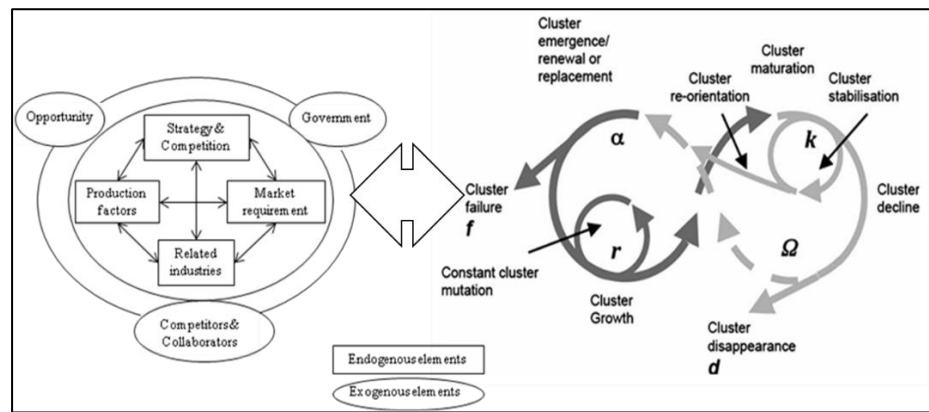 Opportunity
Government
Strategy&
Competition
Production
factors
Market
requirement
Related
industries
Competitors&
Collaborators
Endogenous elements
Exogenous elements
Cluster
emergence/
renewal or
replacement
Cluster
re-orientation
Cluster
maturation
Cluster
stabilisation
α
k
Cluster
failure
f
Cluster
decline
r
Ω
Constant cluster
mutation
Cluster
Growth
Cluster
disappearance
d